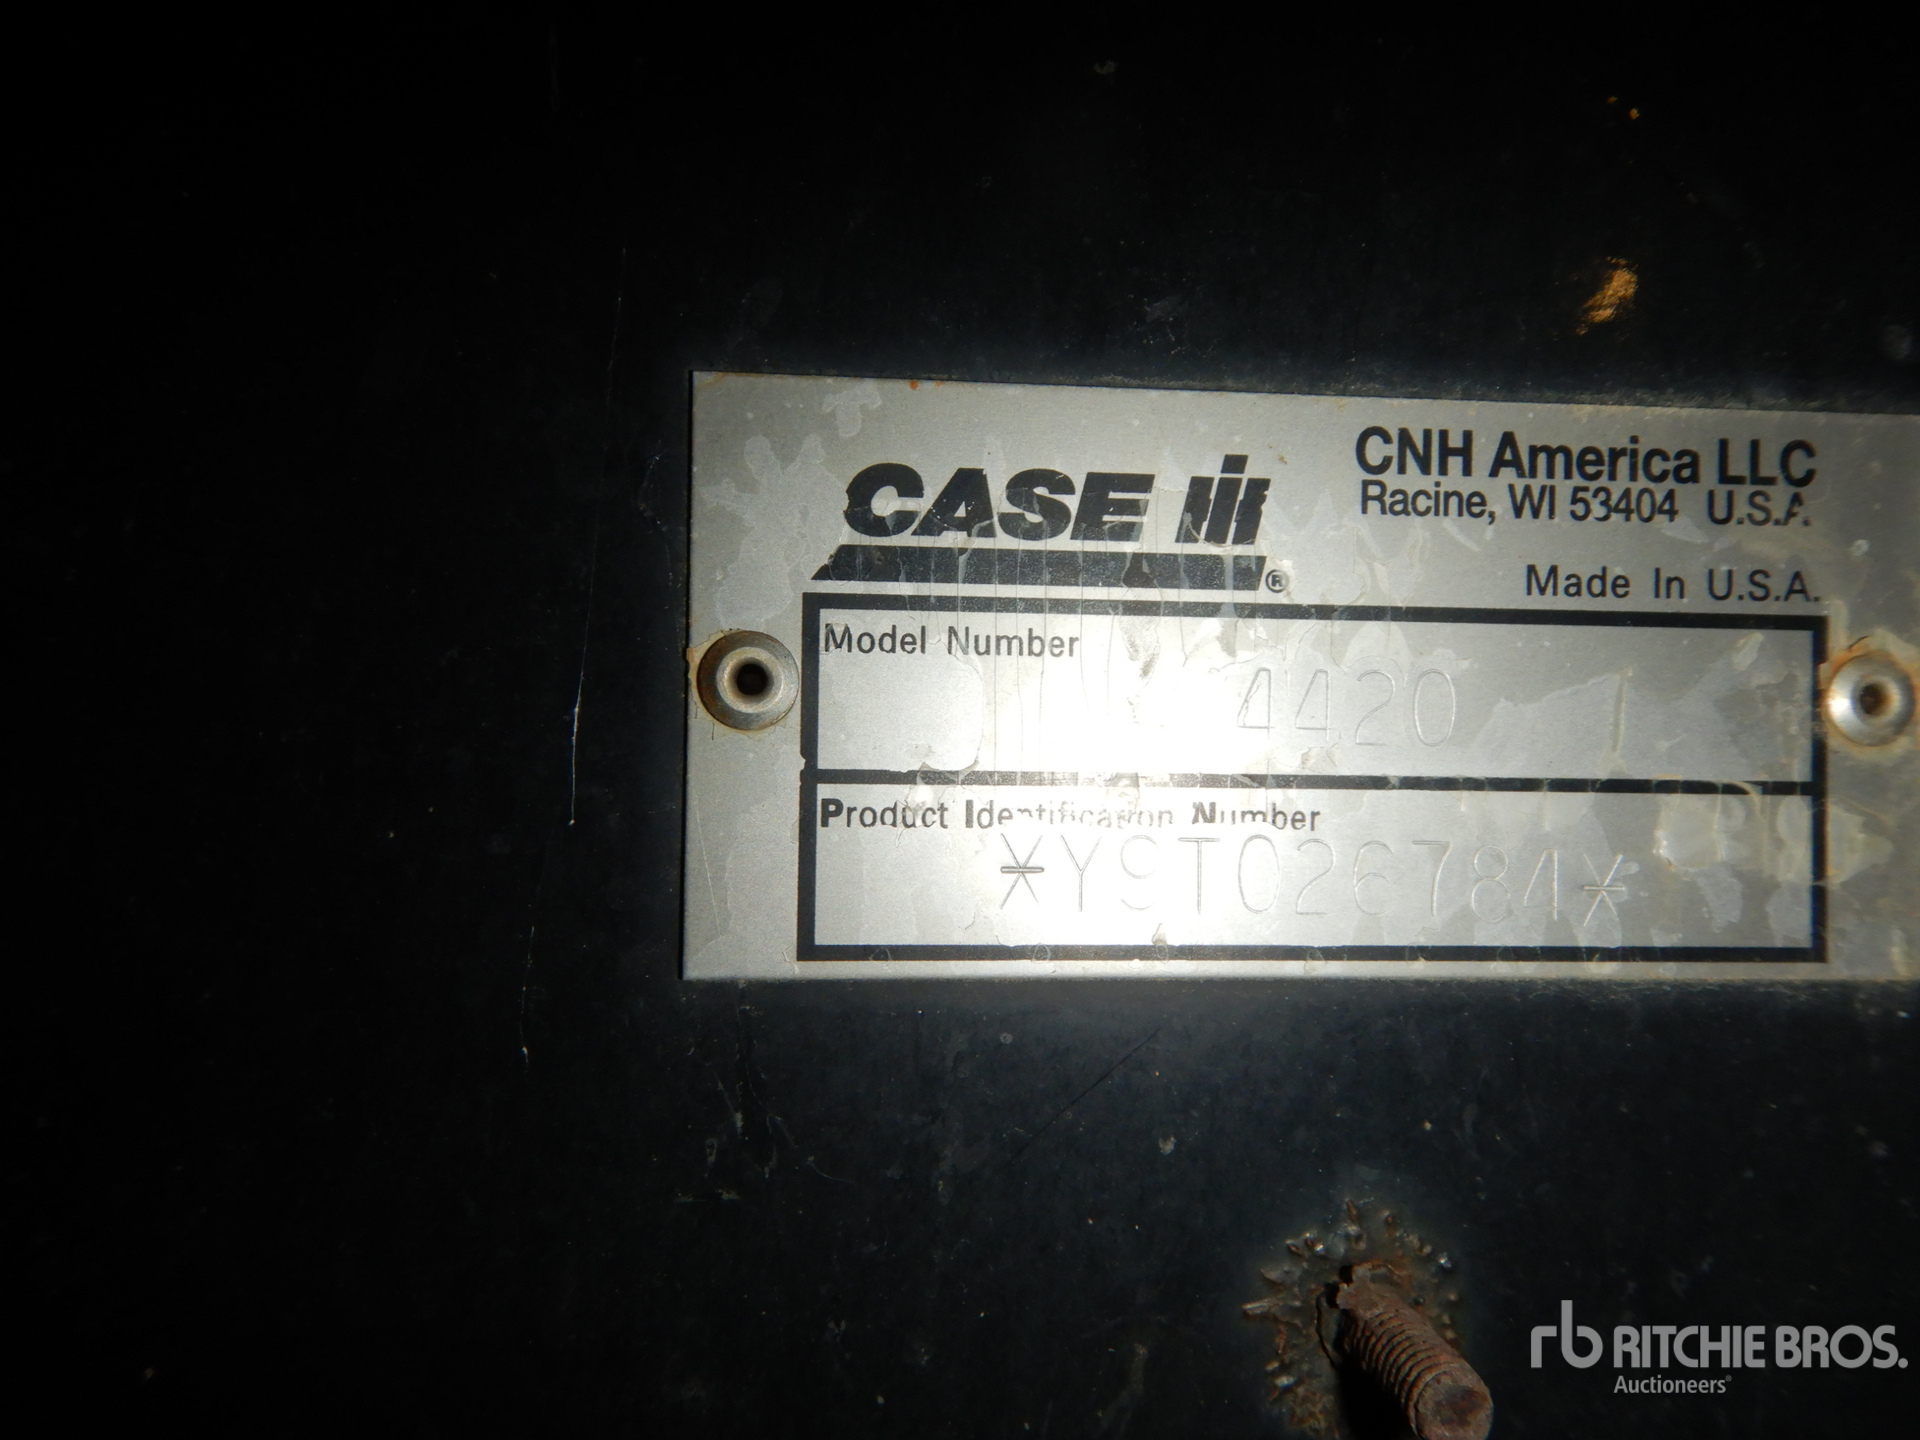 CASE IH ®
CNH America LLC
Racine, WI 53404 U.S.A.
Made In U.S.A.
Model Number
4420
Product Identification Number
*Y9T026784*
rb RITCHIE BROS.
Auctioneers®